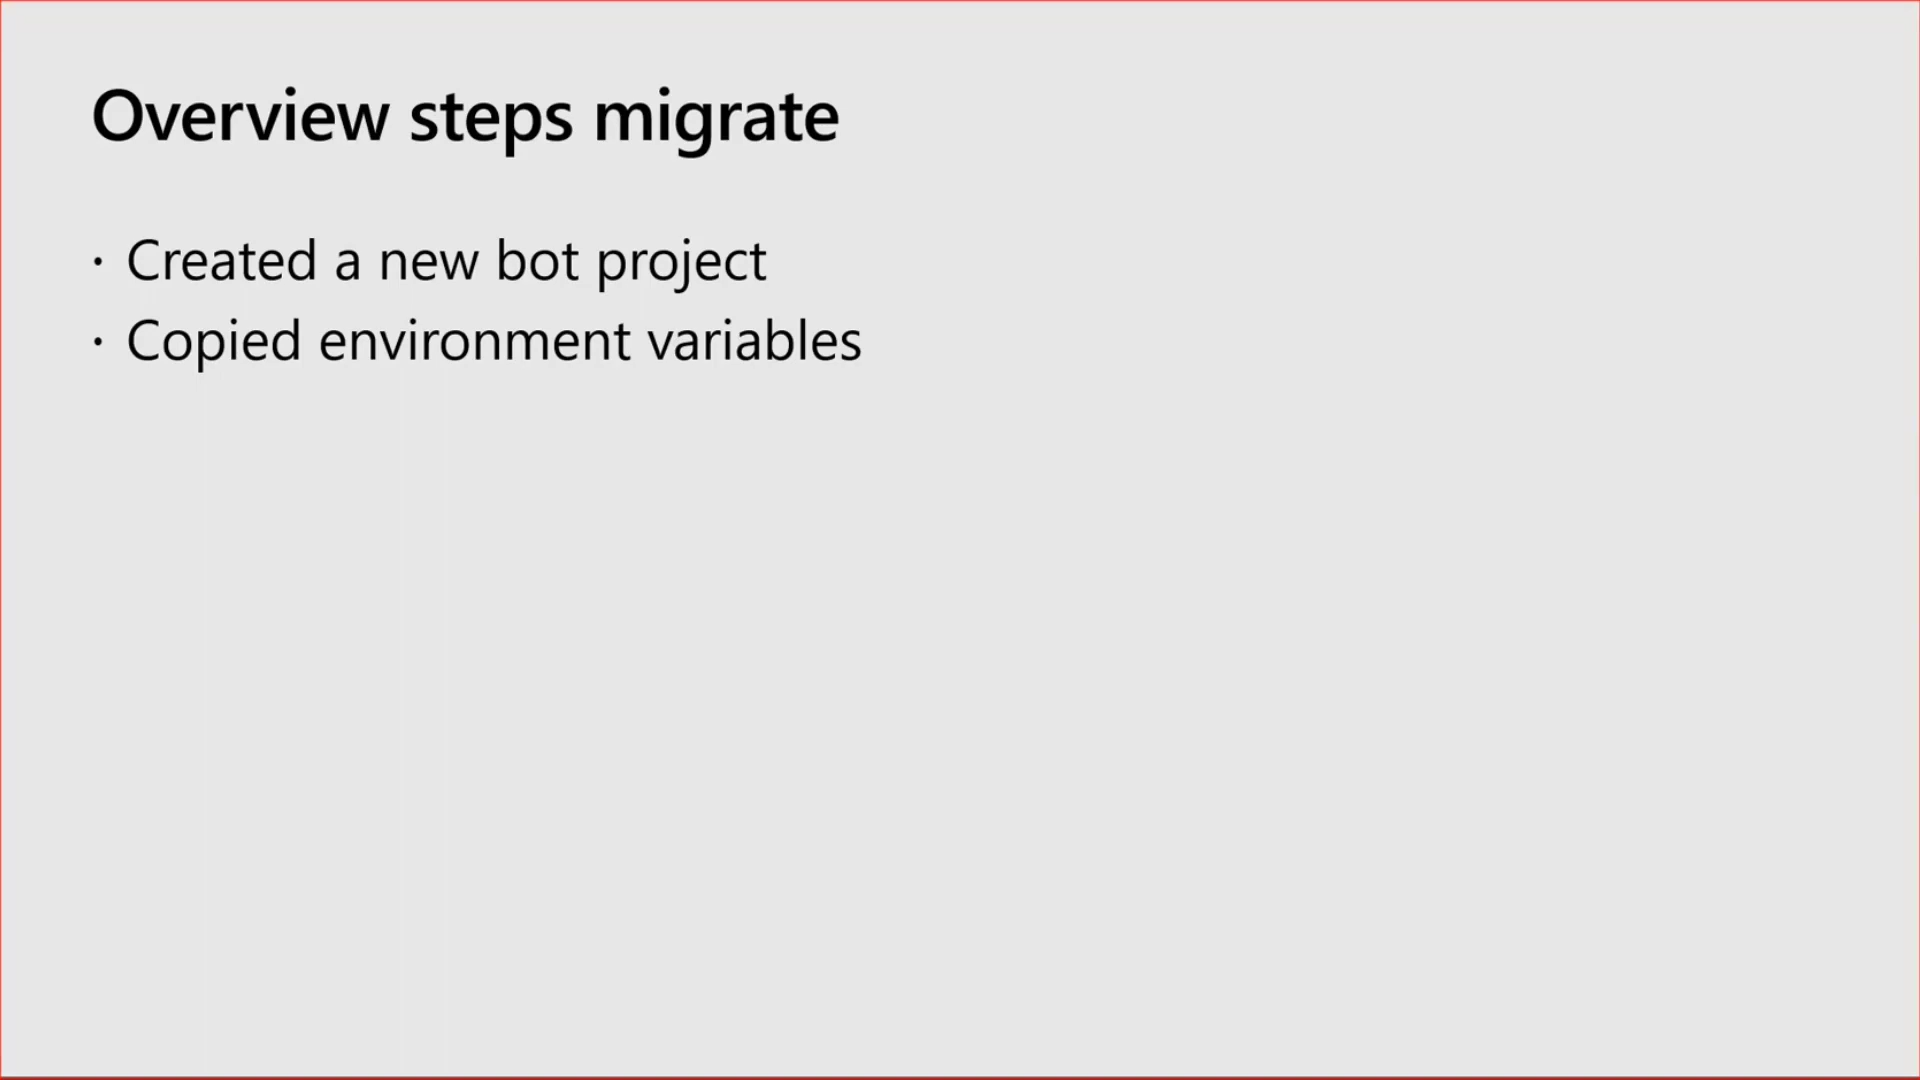 Overview steps migrate
· Created a new bot project
· Copied environment variables